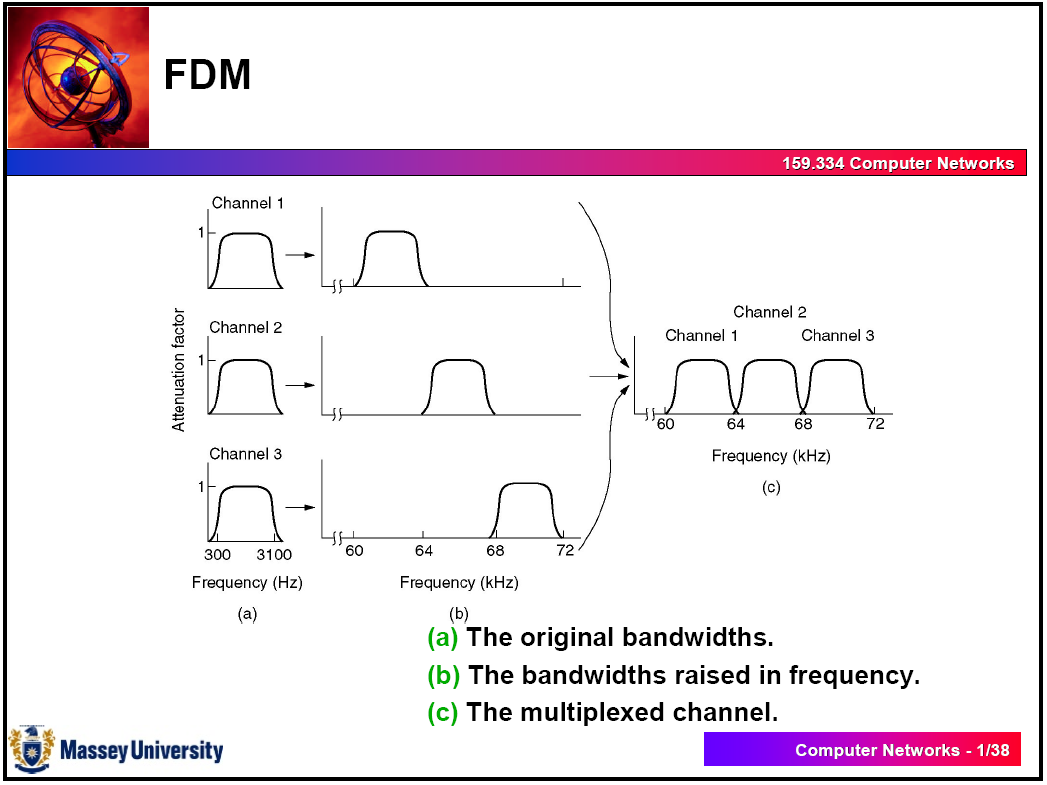 FDM
159.334 Computer Networks
Attenuation factor
Channel 1
1
Channel 2
1
Channel 3
1
300 3100
Frequency (Hz)
(a)
60 64 68 72
Frequency (kHz)
(b)
Channel 2
Channel 1 Channel 3
60 64 68 72
Frequency (kHz)
(c)
(a) The original bandwidths.
(b) The bandwidths raised in frequency.
(c) The multiplexed channel.
Massey University
Computer Networks - 1/38